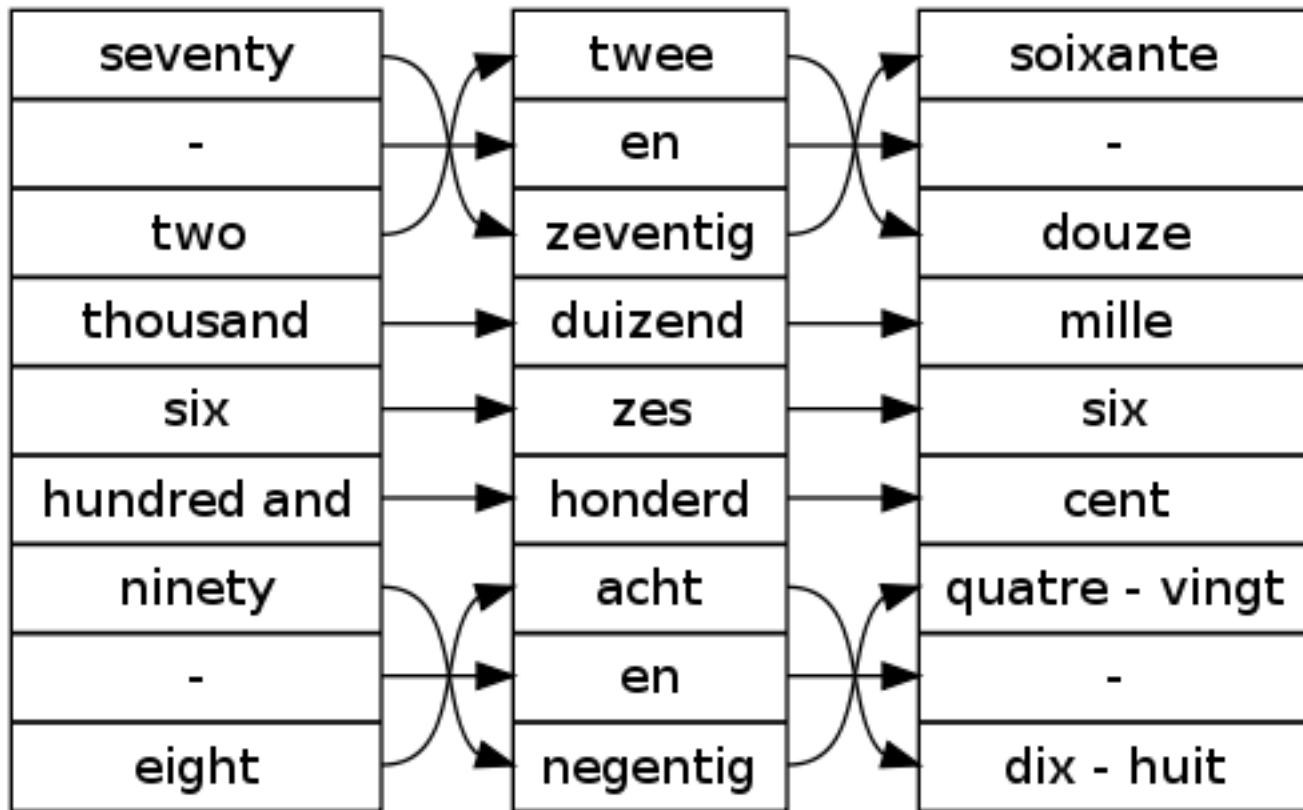 seventy twee soixante
- en -
two zeventig douze
thousand duizend mille
six zes six
hundred and honderd cent
ninety acht quatre - vingt
- en -
eight negentig dix - huit